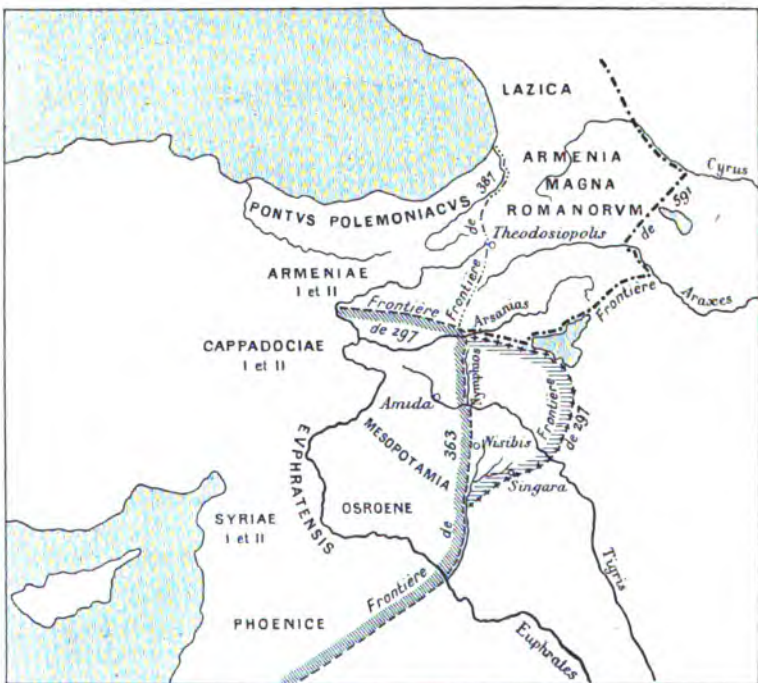 LAZICA
ARMENIA
MAGNA
ROMANORVM
Cyrus
Frontière de 591
PONTVS POLEMONIACVS
Frontière de 387
Theodosiopolis
ARMENIAE
I et II
Araxes
Frontière
de 297
Arsanias
CAPPADOCIAE
I et II
Nymphios
Frontière
de 297
Amida
MESOPOTAMIA
Nisibis
Singara
EVPHRATENSIS
OSROENE
SYRIAE
I et II
Frontière de 363
Tigris
PHOENICE
Euphrates